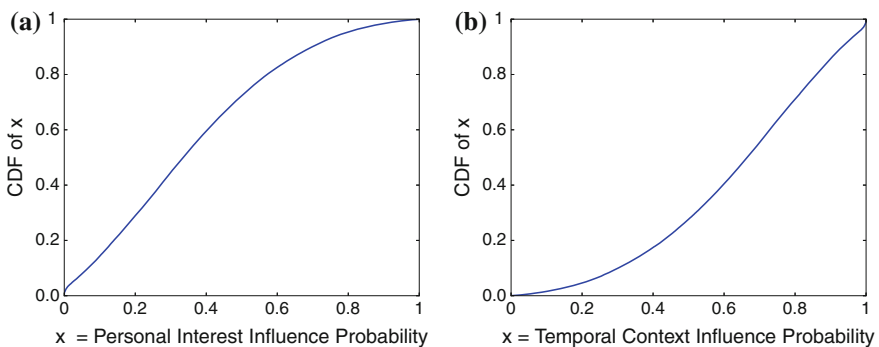 (a)
CDF of x
1
0.8
0.6
0.4
0.2
0.0
0 0.2 0.4 0.6 0.8 1
x = Personal Interest Influence Probability
(b)
CDF of x
1
0.8
0.6
0.4
0.2
0.0
0 0.2 0.4 0.6 0.8 1
x = Temporal Context Influence Probability